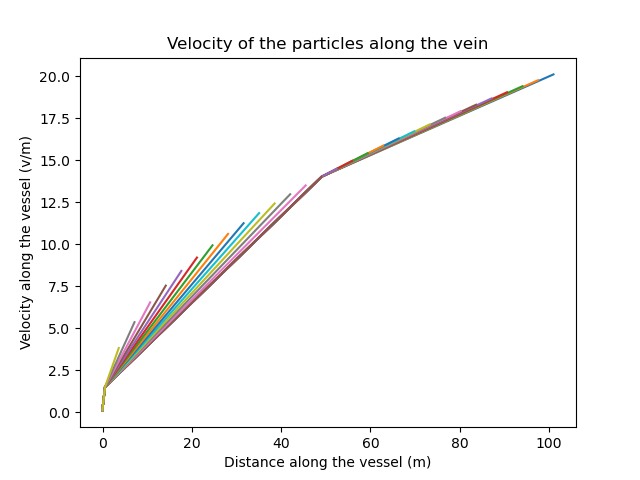 Velocity of the particles along the vein
20.0
17.5
15.0
12.5
10.0
7.5
5.0
2.5
0.0
Velocity along the vessel (v/m)
0 20 40 60 80 100
Distance along the vessel (m)